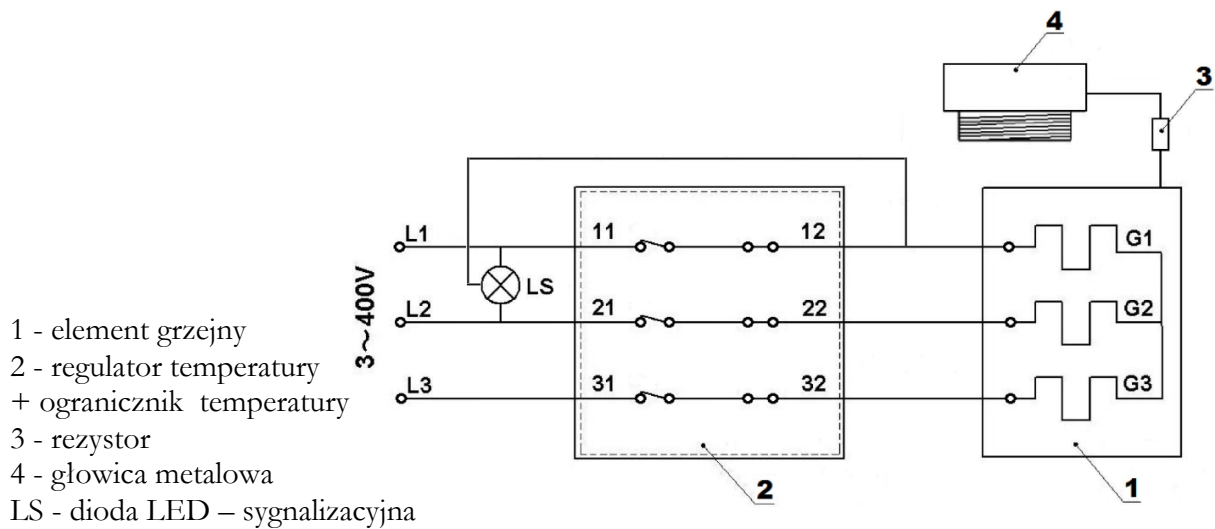 4
3
L1
11
12
G1
LS
L2
21
22
G2
3~400V
L3
31
32
G3
2
1
1 - element grzejny
2 - regulator temperatury
+ ogranicznik temperatury
3 - rezystor
4 - głowica metalowa
LS - dioda LED – sygnalizacyjna